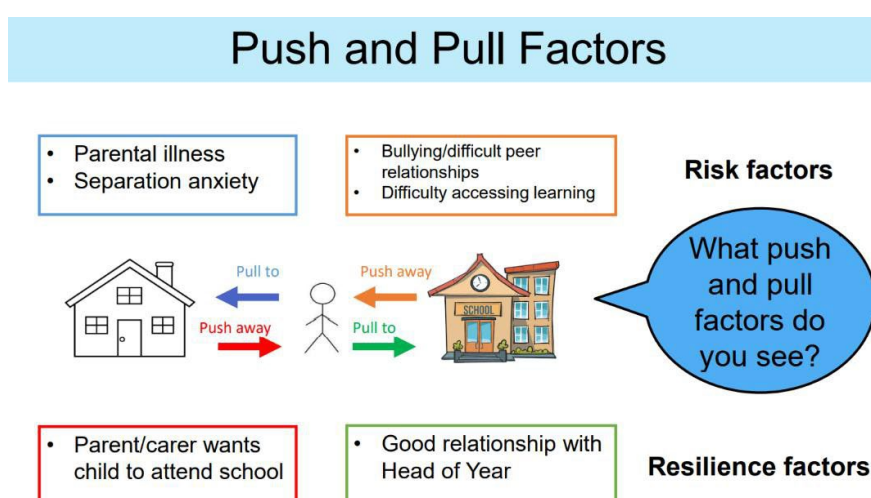 Push and Pull Factors
• Parental illness
• Separation anxiety
• Bullying/difficult peer
relationships
• Difficulty accessing learning
Risk factors
What push
and pull
factors do
you see?
Pull to
Push away
SCHOOL
Push away
Pull to
• Parent/carer wants
child to attend school
• Good relationship with
Head of Year
Resilience factors